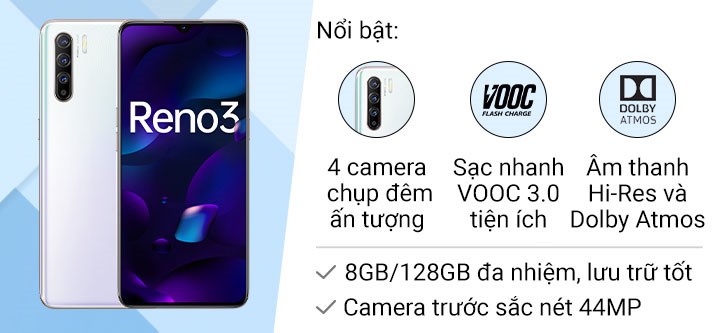 Nổi bật:
Reno3
VOOC
FLASH CHARGE
DOLBY
ATMOS
4 camera
chụp đêm
ấn tượng
Sạc nhanh
VOOC 3.0
tiện ích
Âm thanh
Hi-Res và
Dolby Atmos
8GB/128GB đa nhiệm, lưu trữ tốt
Camera trước sắc nét 44MP